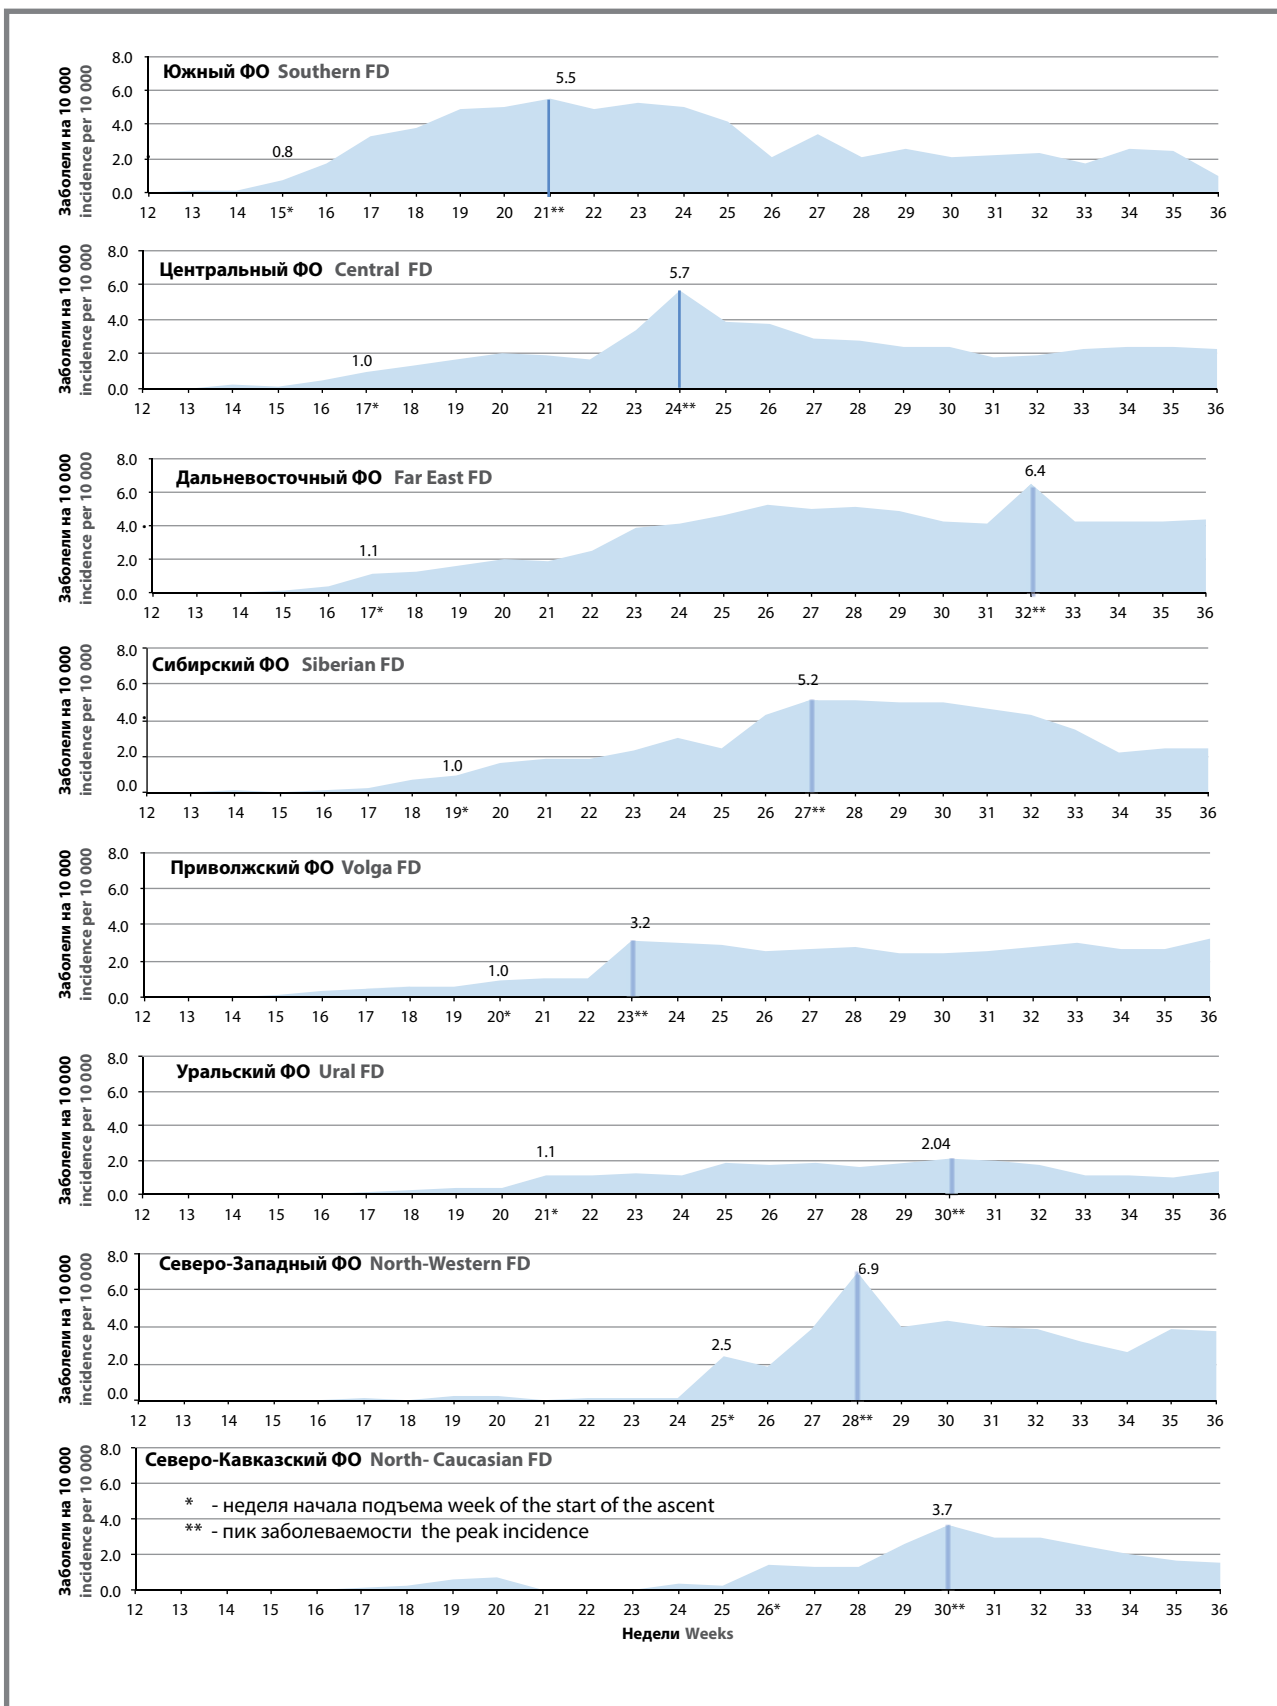 Заболели на 10 000
incidence per 10 000
Южный ФО Southern FD
8.0
6.0
4.0
2.0
0.0
0.8
5.5
12 13 14 15* 16 17 18 19 20 21** 22 23 24 25 26 27 28 29 30 31 32 33 34 35 36
Заболели на 10 000
incidence per 10 000
Центральный ФО Central FD
8.0
6.0
4.0
2.0
0.0
1.0
5.7
12 13 14 15 16 17* 18 19 20 21 22 23 24** 25 26 27 28 29 30 31 32 33 34 35 36
Заболели на 10 000
incidence per 10 000
Дальневосточный ФО Far East FD
8.0
6.0
4.0
2.0
0.0
1.1
6.4
12 13 14 15 16 17* 18 19 20 21 22 23 24 25 26 27 28 29 30 31 32** 33 34 35 36
Заболели на 10 000
incidence per 10 000
Сибирский ФО Siberian FD
8.0
6.0
4.0
2.0
0.0
1.0
5.2
12 13 14 15 16 17 18 19* 20 21 22 23 24 25 26 27** 28 29 30 31 32 33 34 35 36
Заболели на 10 000
incidence per 10 000
Приволжский ФО Volga FD
8.0
6.0
4.0
2.0
0.0
1.0
3.2
12 13 14 15 16 17 18 19 20* 21 22 23** 24 25 26 27 28 29 30 31 32 33 34 35 36
Заболели на 10 000
incidence per 10 000
Уральский ФО Ural FD
8.0
6.0
4.0
2.0
0.0
1.1
2.04
12 13 14 15 16 17 18 19 20 21* 22 23 24 25 26 27 28 29 30** 31 32 33 34 35 36
Заболели на 10 000
incidence per 10 000
Северо-Западный ФО North-Western FD
8.0
6.0
4.0
2.0
0.0
2.5
6.9
12 13 14 15 16 17 18 19 20 21 22 23 24 25* 26 27 28** 29 30 31 32 33 34 35 36
Заболели на 10 000
incidence per 10 000
Северо-Кавказский ФО North- Caucasian FD
8.0
6.0
4.0
2.0
0.0
* - неделя начала подъема week of the start of the ascent
** - пик заболеваемости the peak incidence
3.7
12 13 14 15 16 17 18 19 20 21 22 23 24 25 26* 27 28 29 30** 31 32 33 34 35 36
Недели Weeks